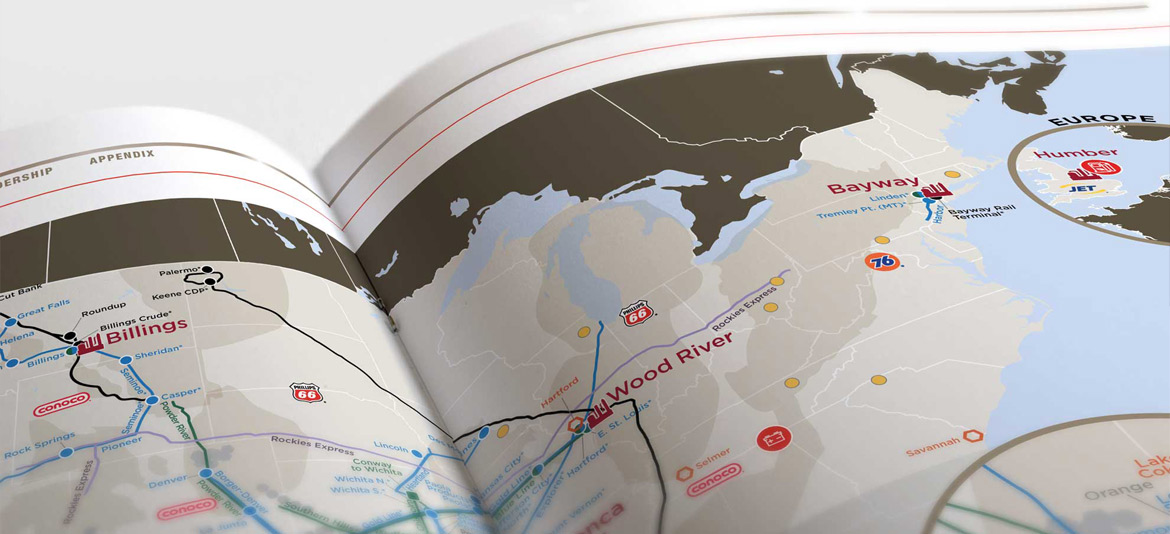 APPENDIX
EUROPE
Humber
JET
Bayway
Linden*
Tremley Pt. (MT)*
Harbor
Bayway Rail
Terminal*
76
Palermo*
Keene CDP*
Cut Bank
Great Falls
Roundup
Helena
Billings Crude*
Billings
Billings
Sheridan*
Seminoe*
Casper*
CONOCO
PHILLIPS
66
PHILLIPS
66
Rockies Express
Wood River
Hartford
E. St. Louis*
Hartford*
Rock Springs
Pioneer
Powder River
Rockies Express
Rockies Express
Lincoln
Conway
to Wichita
Wichita N.*
Wichita S.*
Denver
CONOCO
Selmer
CONOCO
Savannah
Orange